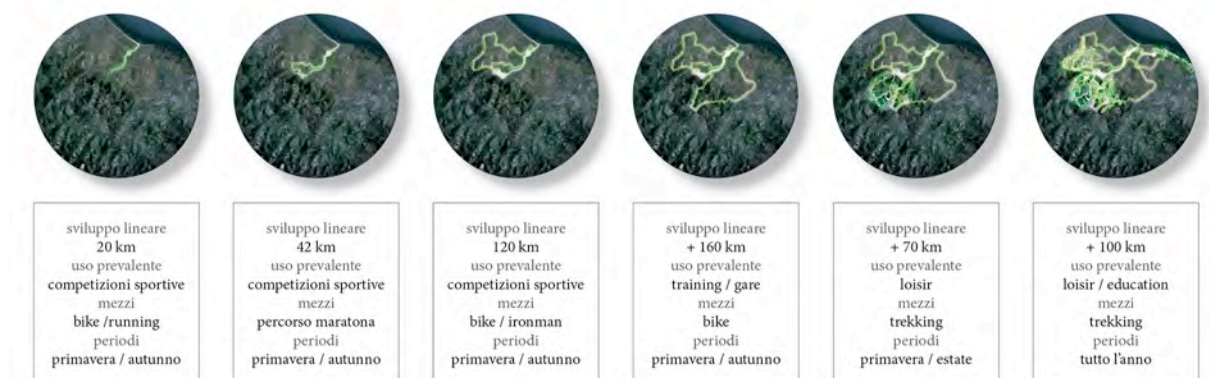 sviluppo lineare
20 km
uso prevalente
competizioni sportive
mezzi
bike /running
periodi
primavera / autunno
sviluppo lineare
42 km
uso prevalente
competizioni sportive
mezzi
percorso maratona
periodi
primavera / autunno
sviluppo lineare
120 km
uso prevalente
competizioni sportive
mezzi
bike / ironman
periodi
primavera / autunno
sviluppo lineare
+ 160 km
uso prevalente
training / gare
mezzi
bike
periodi
primavera / autunno
sviluppo lineare
+ 70 km
uso prevalente
loisir
mezzi
trekking
periodi
primavera / estate
sviluppo lineare
+ 100 km
uso prevalente
loisir / education
mezzi
trekking
periodi
tutto l'anno